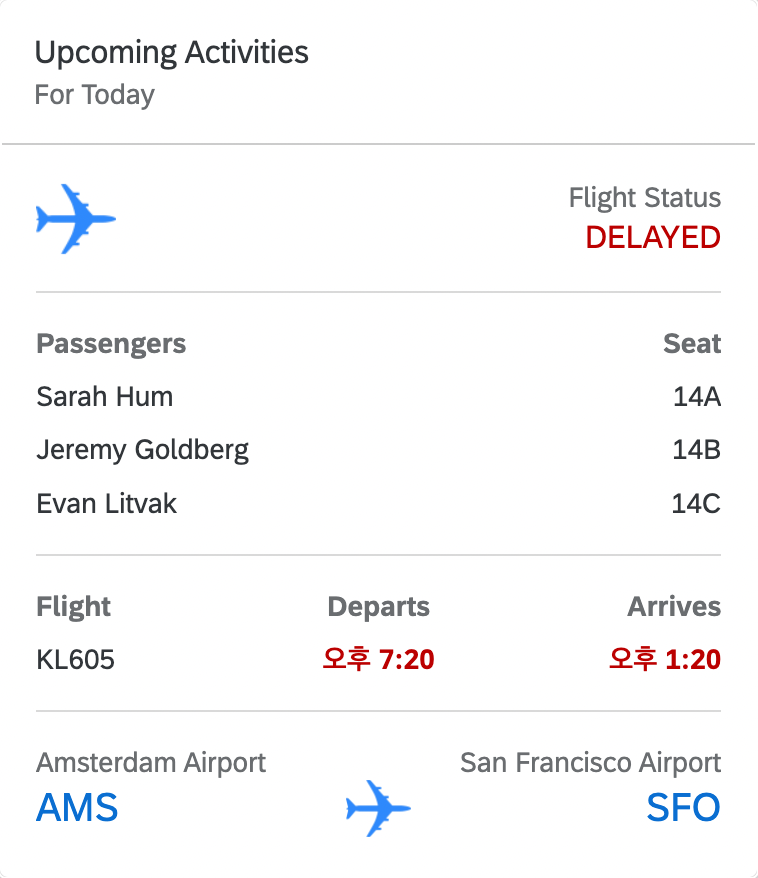 Upcoming Activities
For Today
Flight Status
DELAYED
Passengers Seat
Sarah Hum 14A
Jeremy Goldberg 14B
Evan Litvak 14C
Flight Departs Arrives
KL605 오후 7:20 오후 1:20
Amsterdam Airport San Francisco Airport
AMS SFO